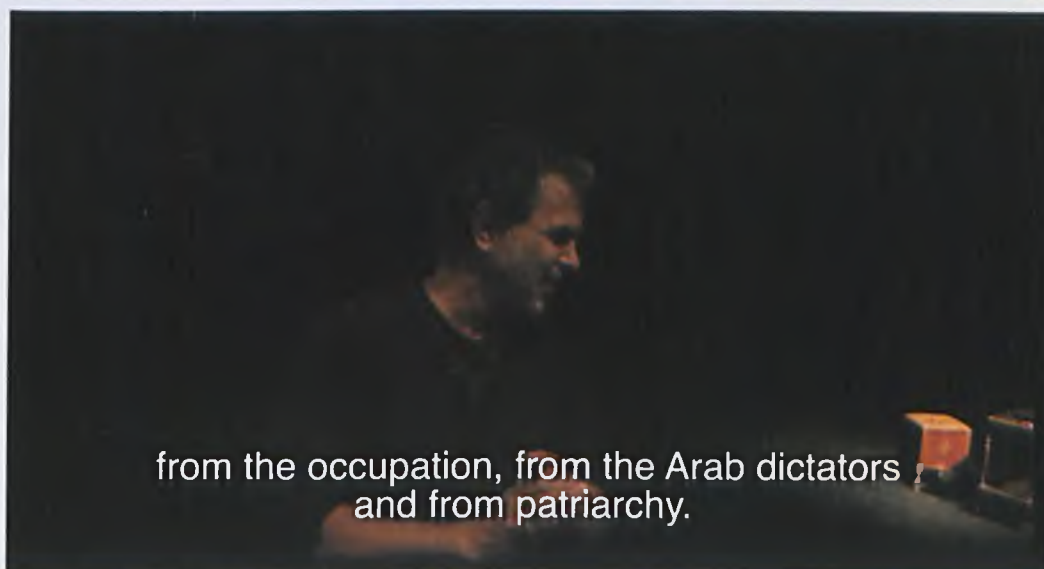 from the occupation, from the Arab dictators
and from patriarchy.